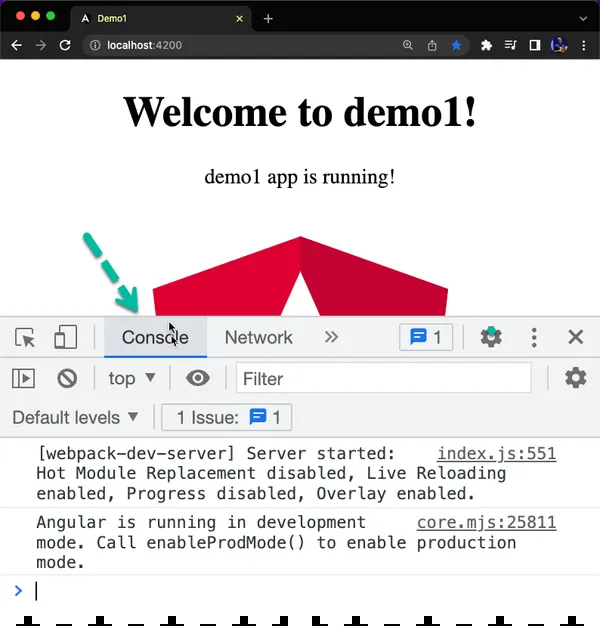 Demo1
localhost:4200
Welcome to demo1!
demo1 app is running!
Console Network 1
top Filter
Default levels 1 Issue: 1
[webpack-dev-server] Server started: index.js:551
Hot Module Replacement disabled, Live Reloading
enabled, Progress disabled, Overlay enabled.
Angular is running in development core.mjs:25811
mode. Call enableProdMode() to enable production
mode.